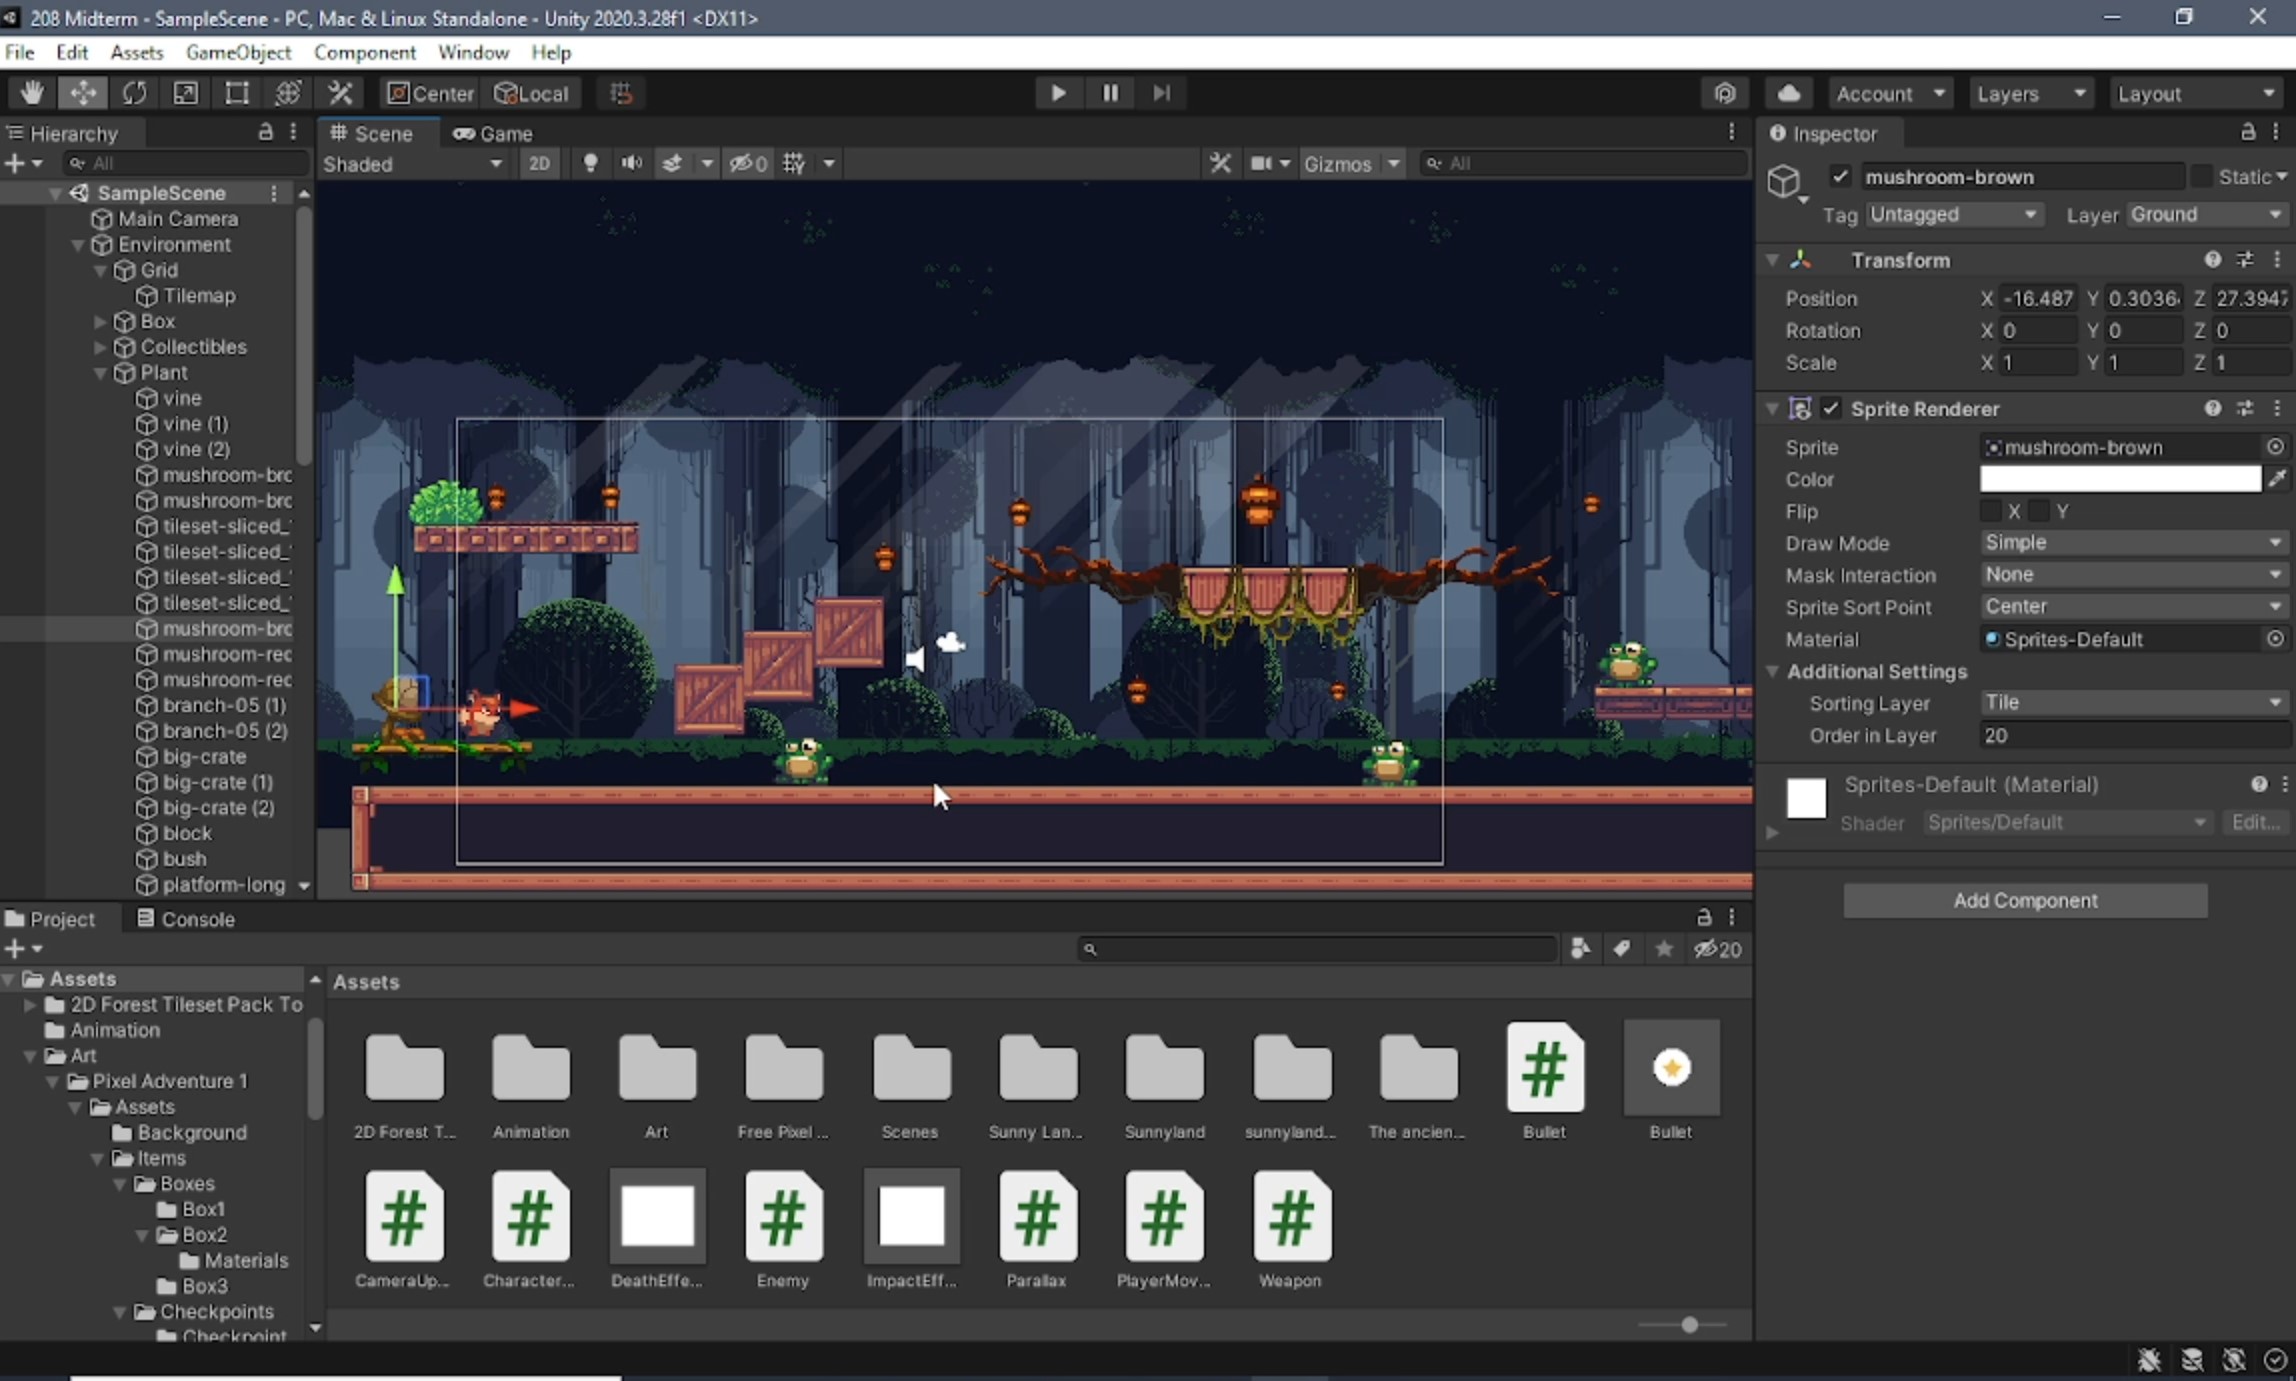 208 Midterm - SampleScene - PC, Mac & Linux Standalone - Unity 2020.3.28f1 <DX11>
File Edit Assets GameObject Component Window Help
Center Local Account Layers Layout
Hierarchy
All
SampleScene
Main Camera
Environment
Grid
Tilemap
Box
Collectibles
Plant
vine
vine (1)
vine (2)
mushroom-brc
mushroom-brc
tileset-sliced_
tileset-sliced_
tileset-sliced_
tileset-sliced_
mushroom-brc
mushroom-rec
mushroom-rec
branch-05 (1)
branch-05 (2)
big-crate
big-crate (1)
big-crate (2)
block
bush
platform-long
Scene Game
Shaded 2D 0 Gizmos All
Inspector
mushroom-brown Static
Tag Untagged Layer Ground
Transform
Position X -16.487 Y 0.3036 Z 27.3947
Rotation X 0 Y 0 Z 0
Scale X 1 Y 1 Z 1
Sprite Renderer
Sprite mushroom-brown
Color
Flip X Y
Draw Mode Simple
Mask Interaction None
Sprite Sort Point Center
Material Sprites-Default
Additional Settings
Sorting Layer Tile
Order in Layer 20
Sprites-Default (Material)
Shader Sprites/Default Edit...
Add Component
Project Console
20
Assets
2D Forest Tileset Pack To
Animation
Art
Pixel Adventure 1
Assets
Background
Items
Boxes
Box1
Box2
Materials
Box3
Checkpoints
Checkpoint
Assets
2D Forest T... Animation Art Free Pixel ... Scenes Sunny Lan... Sunnyland sunnyland... The ancien... Bullet Bullet
CameraUp... Character... DeathEffe... Enemy ImpactEff... Parallax PlayerMov... Weapon